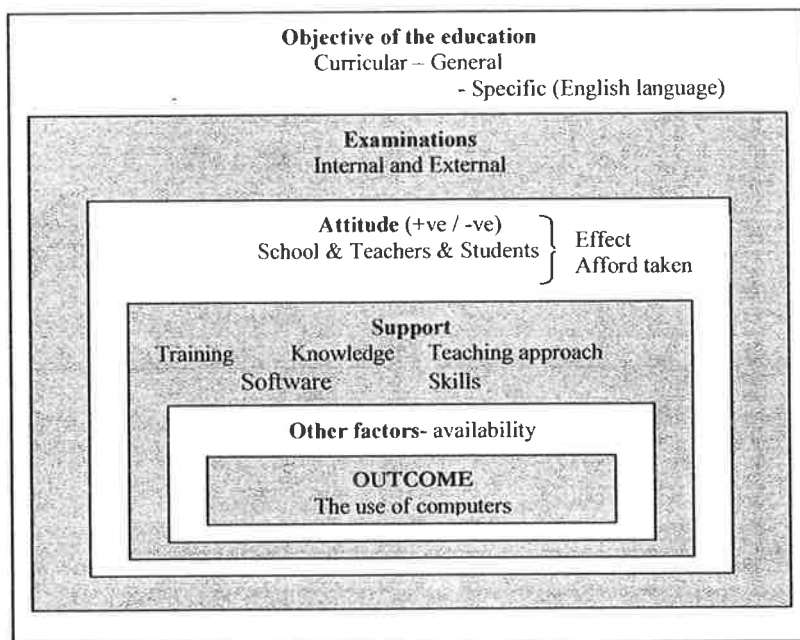 Objective of the education
Curricular – General
- Specific (English language)
Examinations
Internal and External
Attitude (+ve / -ve)
School & Teachers & Students
Effect
Afford taken
Support
Training Knowledge Teaching approach
Software Skills
Other factors- availability
OUTCOME
The use of computers